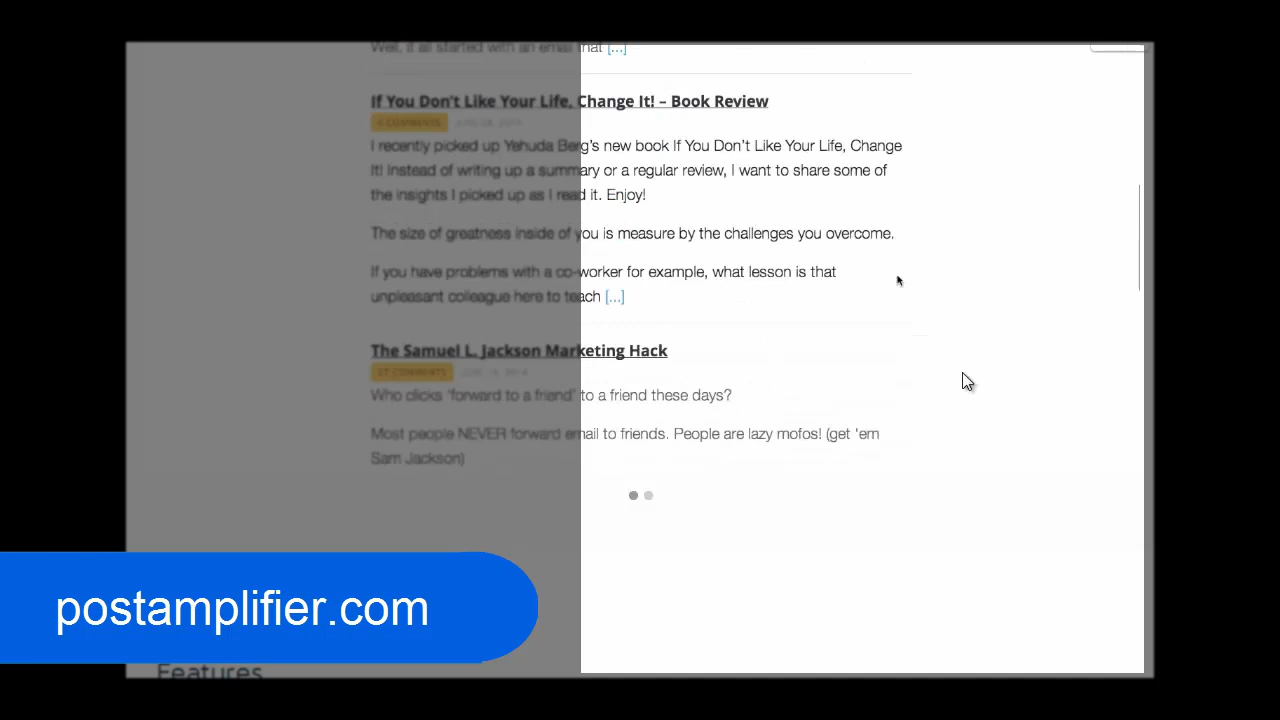 Well, it all started with an email that [...]
If You Don't Like Your Life, Change It! – Book Review
4 COMMENTS
I recently picked up Yehuda Berg's new book If You Don't Like Your Life, Change
It! Instead of writing up a summary or a regular review, I want to share some of
the insights I picked up as I read it. Enjoy!
The size of greatness inside of you is measure by the challenges you overcome.
If you have problems with a co-worker for example, what lesson is that
unpleasant colleague here to teach [...]
The Samuel L. Jackson Marketing Hack
27 COMMENTS
Who clicks 'forward to a friend' to a friend these days?
Most people NEVER forward email to friends. People are lazy mofos! (get 'em
Sam Jackson)
postamplifier.com
Features